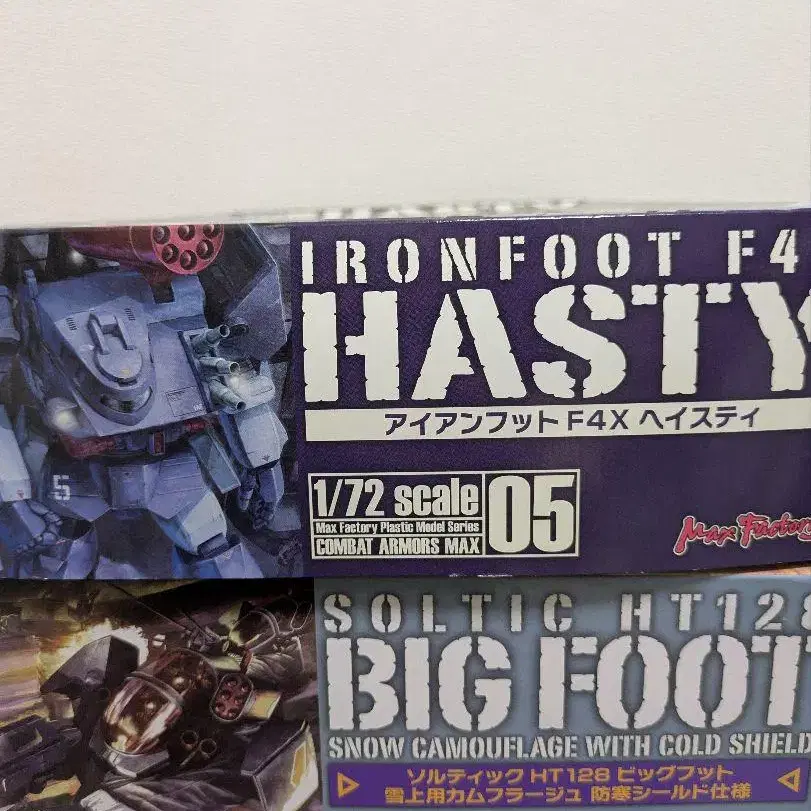 IRONFOOT F4
HASTY
アイアンフット F4X ヘイスティ
5
1/72 scale
Max Factory Plastic Model Series
COMBAT ARMORS MAX
05
Max Factory
SOLTIC HT128
BIG FOOT
SNOW CAMOUFLAGE WITH COLD SHIELD
ソルティック HT128 ビッグフット
雪上用カムフラージュ 防寒シールド仕様